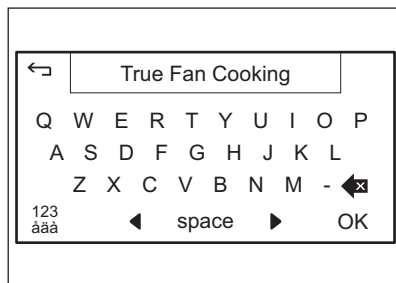 True Fan Cooking
Q W E R T Y U I O P
A S D F G H J K L
Z X C V B N M -
123
åäà
space OK